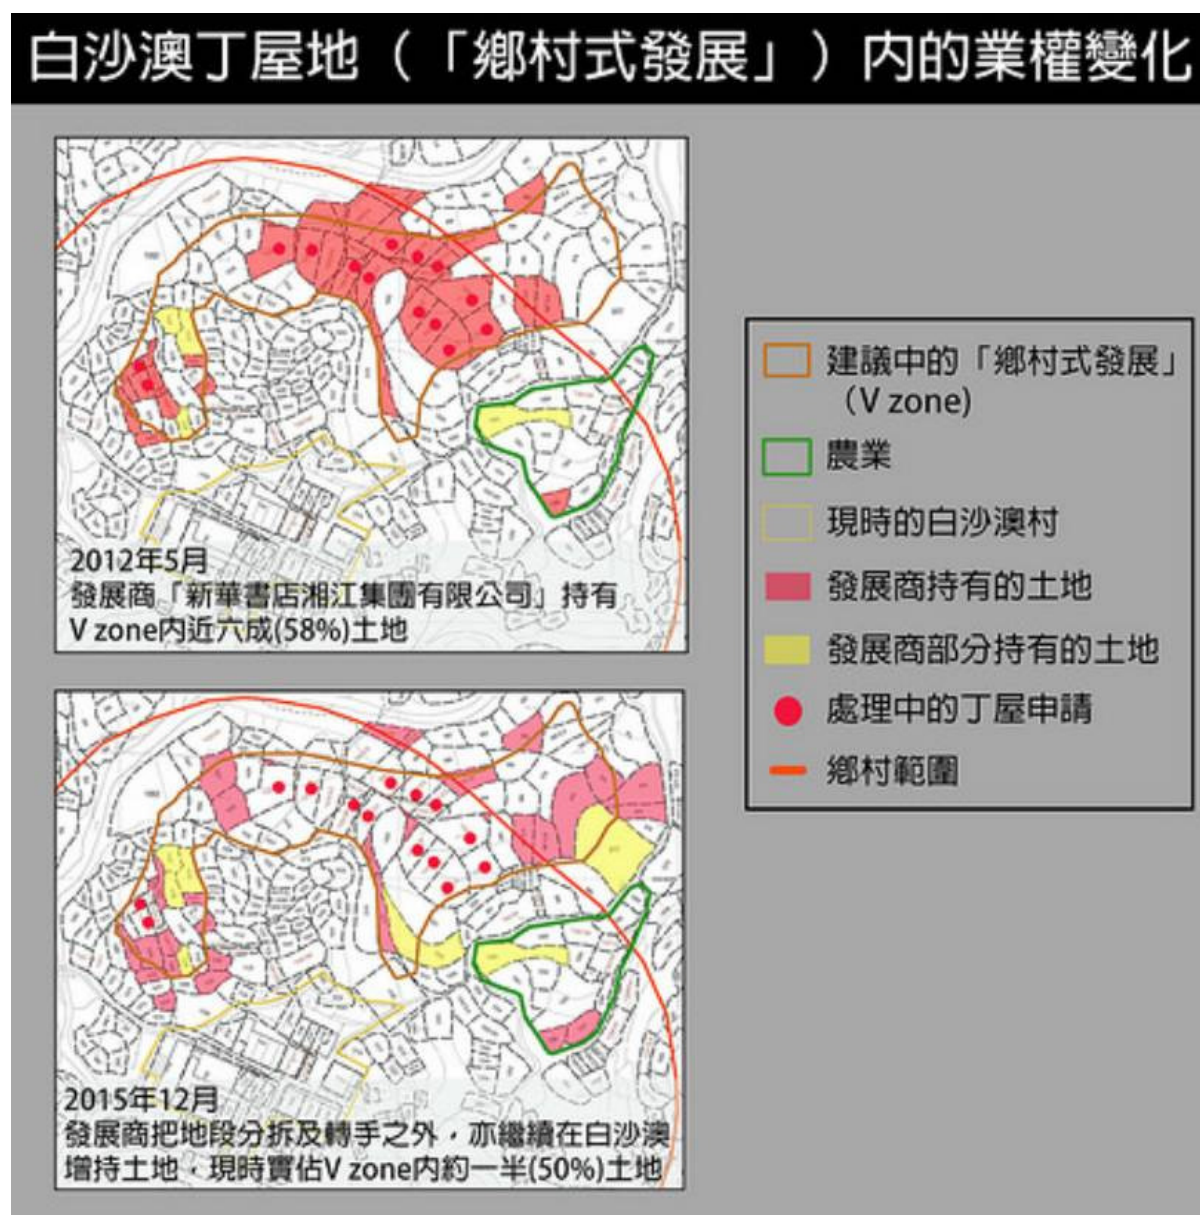 白沙澳丁屋地（「鄉村式發展」）内的業權變化
2012年5月
發展商「新華書店湘江集團有限公司」持有
V zone内近六成(58%)土地
建議中的「鄉村式發展」
（V zone)
農業
現時的白沙澳村
發展商持有的土地
發展商部分持有的土地
處理中的丁屋申請
鄉村範圍
2015年12月
發展商把地段分拆及轉手之外，亦繼續在白沙澳
增持土地，現時實佔V zone内約一半(50%)土地